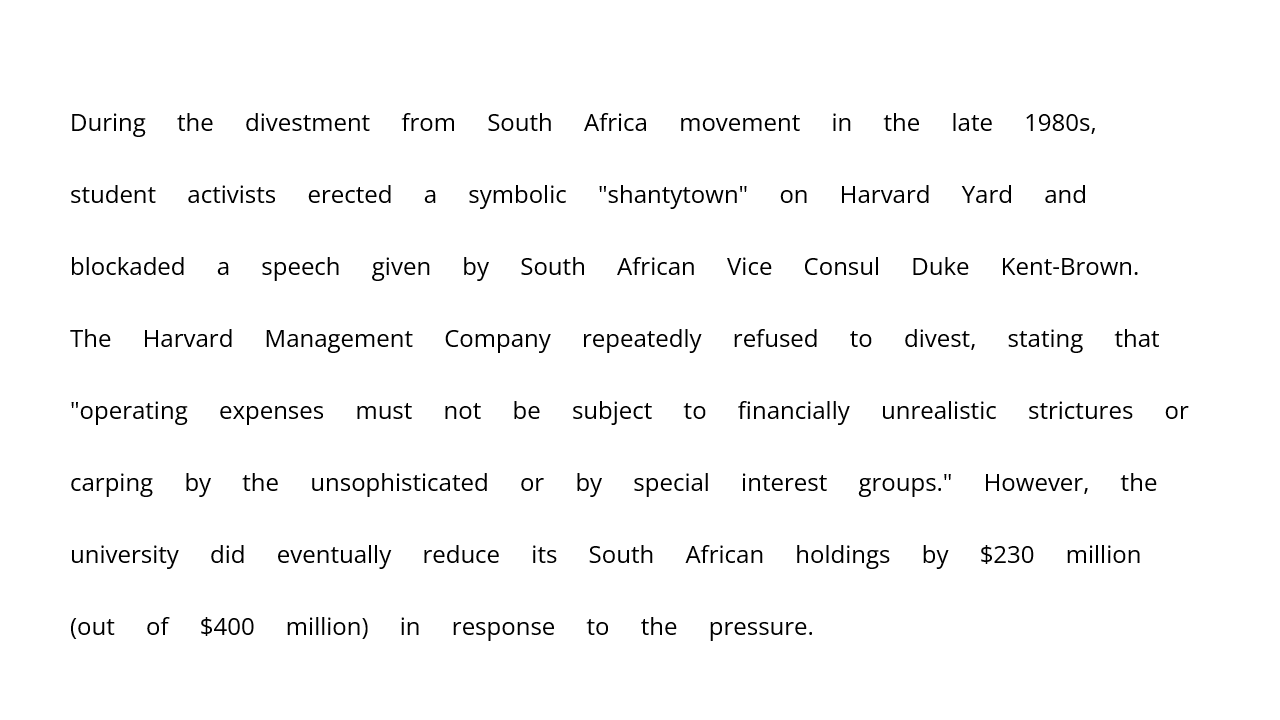 During the divestment from South Africa movement in the late 1980s,
student activists erected a symbolic "shantytown" on Harvard Yard and
blockaded a speech given by South African Vice Consul Duke Kent-Brown.
The Harvard Management Company repeatedly refused to divest, stating that
"operating expenses must not be subject to financially unrealistic strictures or
carping by the unsophisticated or by special interest groups." However, the
university did eventually reduce its South African holdings by $230 million
(out of $400 million) in response to the pressure.